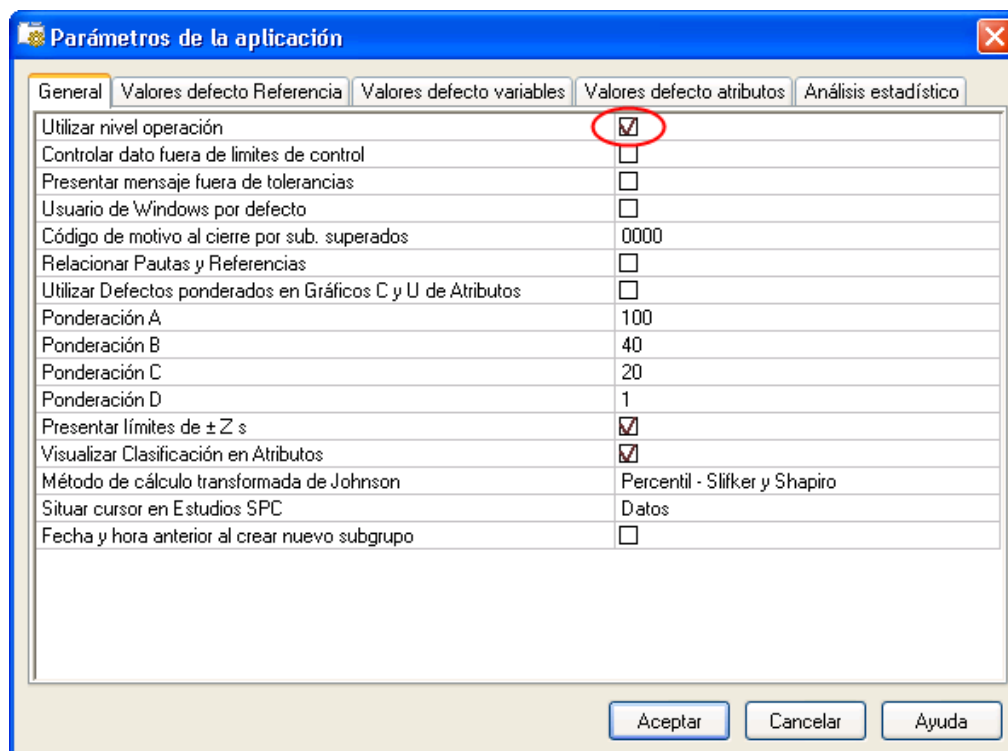 Parámetros de la aplicación
General Valores defecto Referencia Valores defecto variables Valores defecto atributos Análisis estadístico
Utilizar nivel operación
Controlar dato fuera de limites de control
Presentar mensaje fuera de tolerancias
Usuario de Windows por defecto
Código de motivo al cierre por sub. superados 0000
Relacionar Pautas y Referencias
Utilizar Defectos ponderados en Gráficos C y U de Atributos
Ponderación A 100
Ponderación B 40
Ponderación C 20
Ponderación D 1
Presentar límites de ± Z s
Visualizar Clasificación en Atributos
Método de cálculo transformada de Johnson Percentil - Slifker y Shapiro
Situar cursor en Estudios SPC Datos
Fecha y hora anterior al crear nuevo subgrupo
Aceptar Cancelar Ayuda